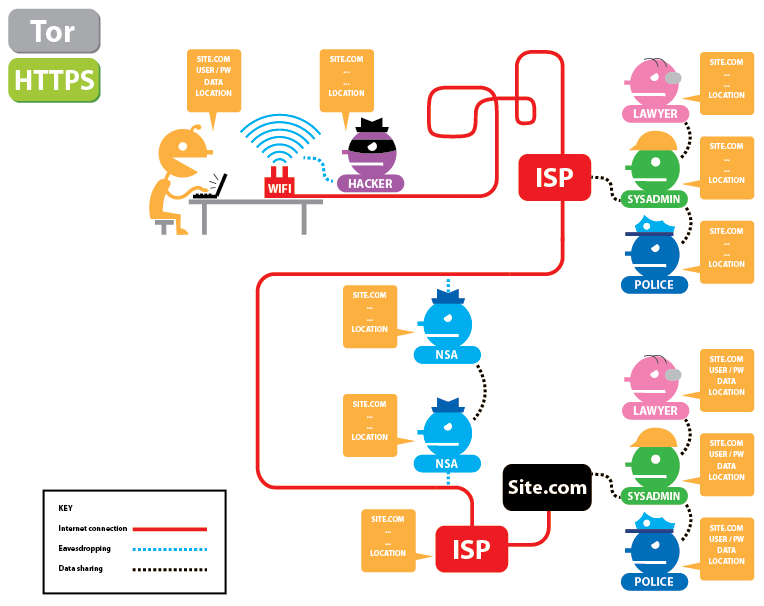 Tor
HTTPS
SITE.COM
USER / PW
DATA
LOCATION
SITE.COM
...
...
LOCATION
WIFI
HACKER
ISP
SITE.COM
...
...
LOCATION
LAWYER
SITE.COM
...
...
LOCATION
SYSADMIN
SITE.COM
...
...
LOCATION
POLICE
SITE.COM
...
...
LOCATION
NSA
SITE.COM
...
...
LOCATION
NSA
SITE.COM
USER / PW
DATA
LOCATION
LAWYER
SITE.COM
USER / PW
DATA
LOCATION
SYSADMIN
SITE.COM
USER / PW
DATA
LOCATION
POLICE
Site.com
SITE.COM
...
...
LOCATION
ISP
KEY
Internet connection
Eavesdropping
Data sharing